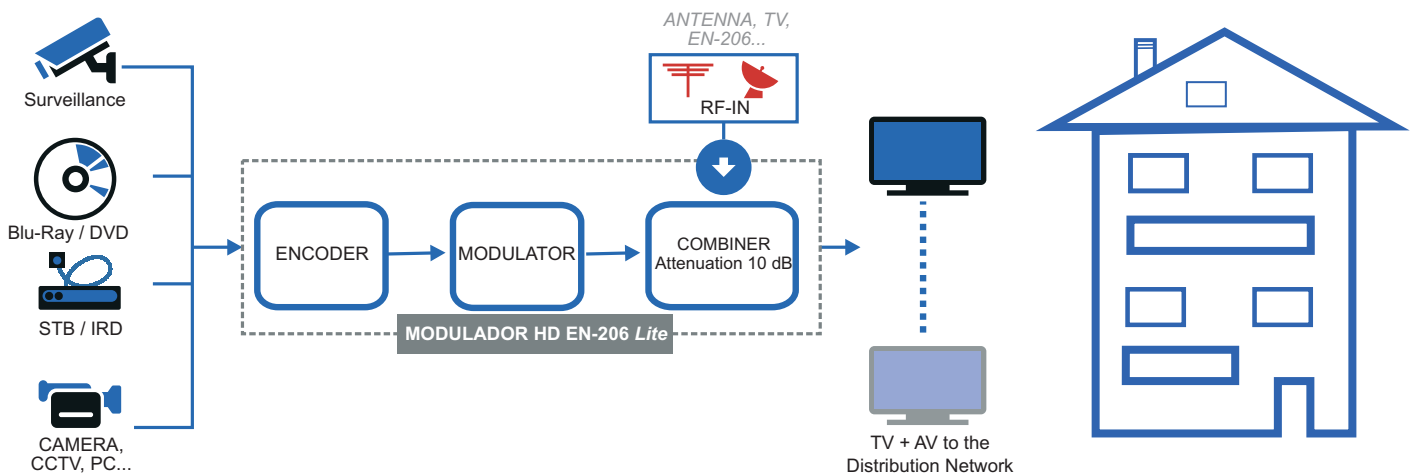 ANTENNA, TV,
EN-206...
RF-IN
Surveillance
Blu-Ray / DVD
STB / IRD
CAMERA,
CCTV, PC...
ENCODER
MODULATOR
COMBINER
Attenuation 10 dB
MODULADOR HD EN-206 Lite
TV + AV to the
Distribution Network